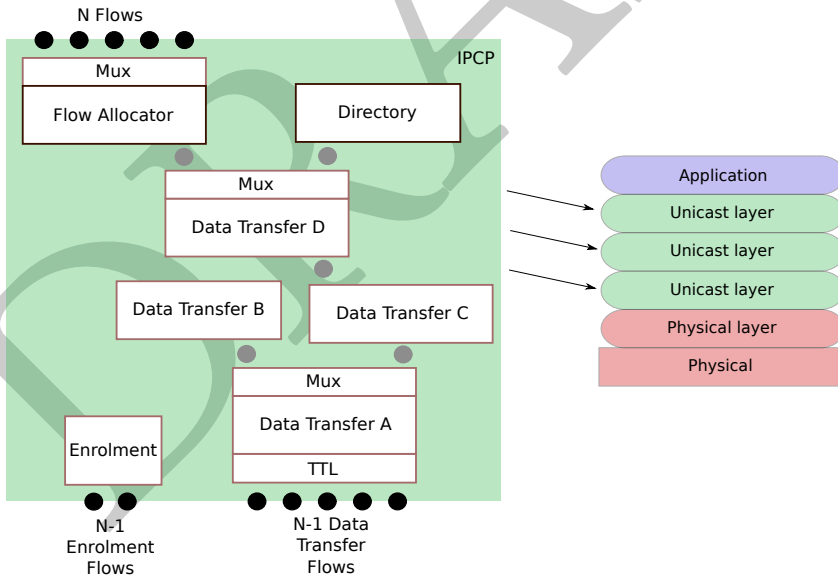 N Flows
IPCP
Mux
Flow Allocator
Directory
Mux
Data Transfer D
Data Transfer B
Data Transfer C
Mux
Data Transfer A
TTL
Enrolment
N-1
Enrolment
Flows
N-1 Data
Transfer
Flows
Application
Unicast layer
Unicast layer
Unicast layer
Physical layer
Physical